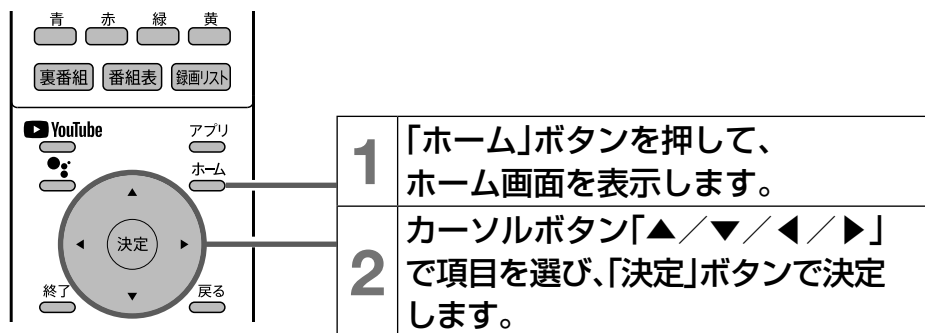 青 赤 緑 黄
裏番組 番組表 録画リスト
YouTube アプリ
ホーム
▲
◀ 決定 ▶
▼
終了 戻る
1 「ホーム」ボタンを押して、
ホーム画面を表示します。
2 カーソルボタン「▲/▼/◀/▶」
で項目を選び、「決定」ボタンで決定
します。